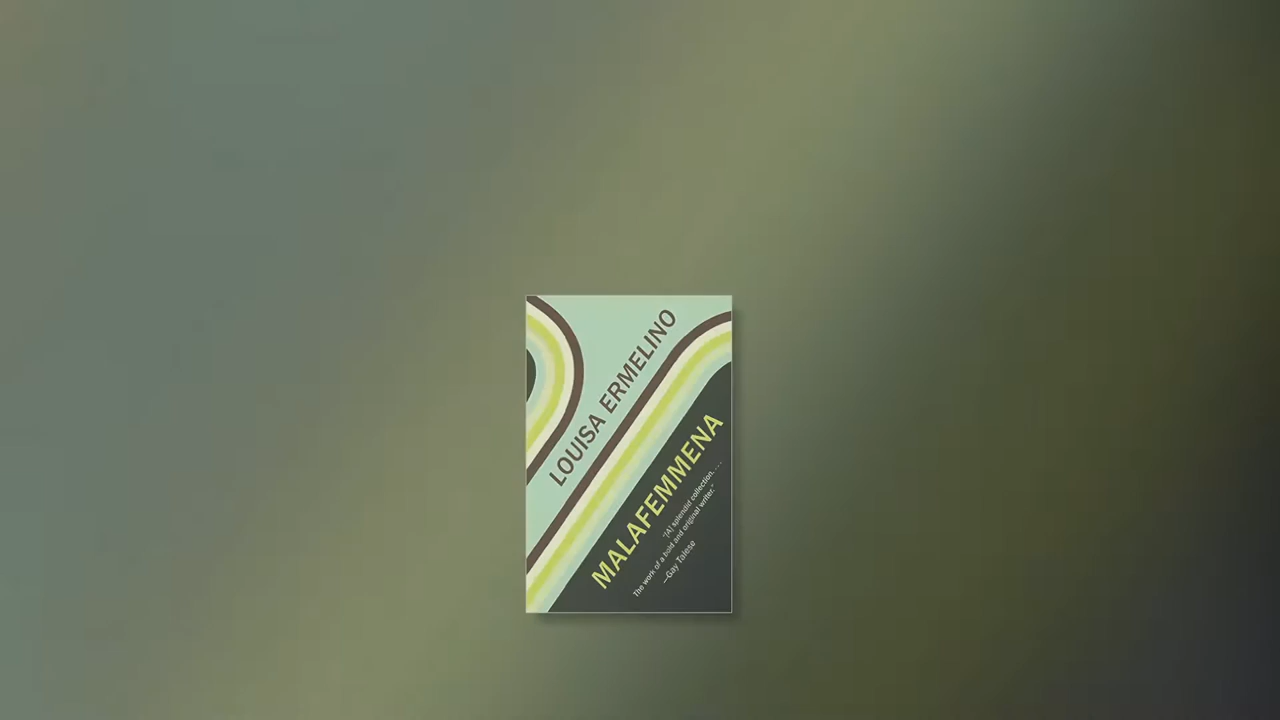 LOUISA ERMELINO
MALAFEMMENA
"[A] splendid collection. . . .
The work of a bold and original writer."
—Gay Talese